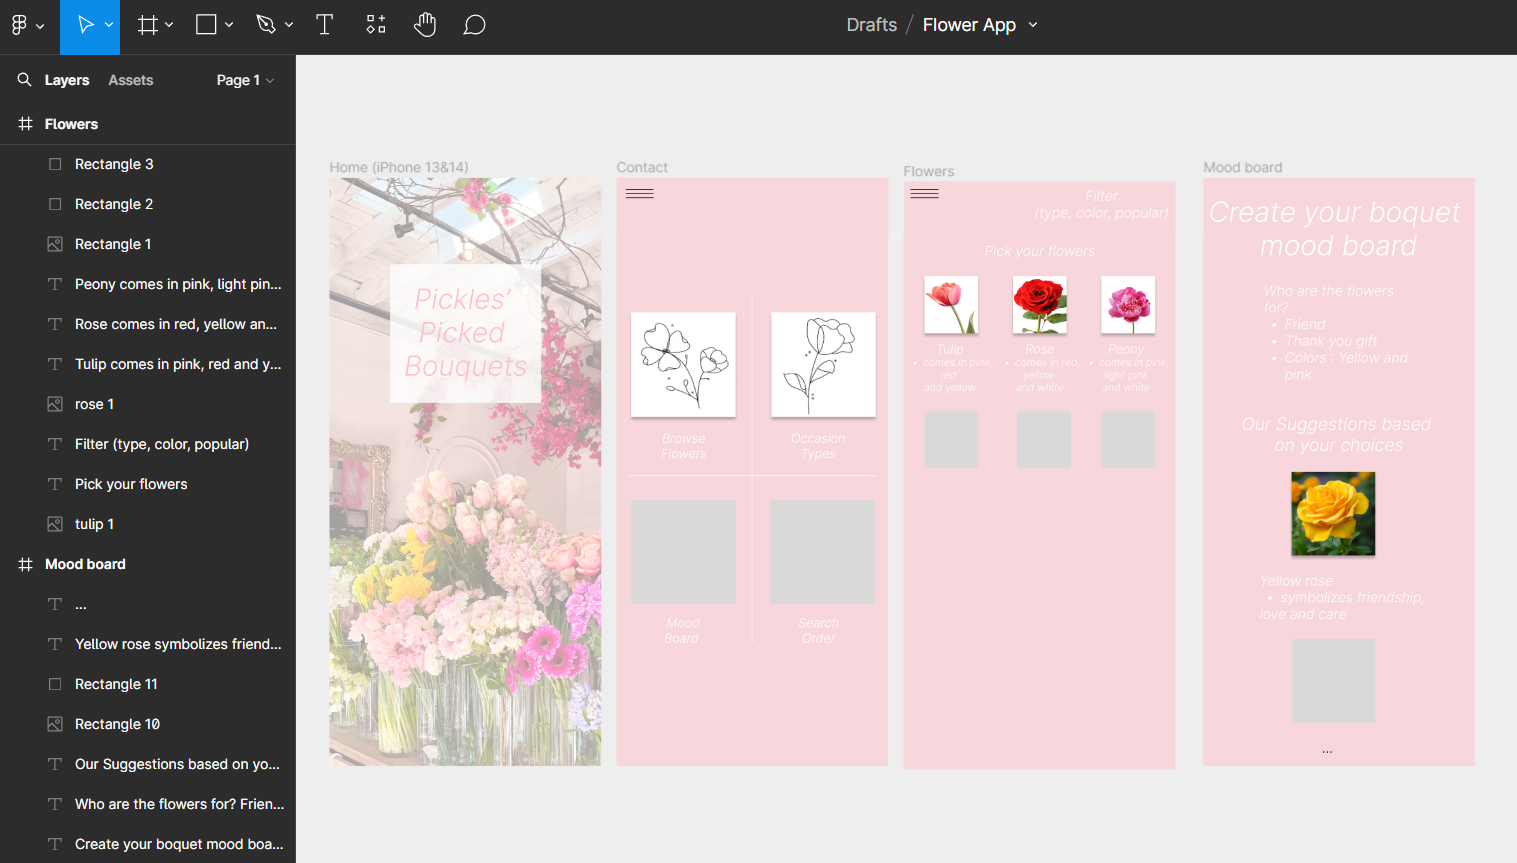 Drafts / Flower App
Layers Assets Page 1
Flowers
Rectangle 3
Rectangle 2
Rectangle 1
Peony comes in pink, light pin...
Rose comes in red, yellow an...
Tulip comes in pink, red and y...
rose 1
Filter (type, color, popular)
Pick your flowers
tulip 1
Mood board
...
Yellow rose symbolizes friend...
Rectangle 11
Rectangle 10
Our Suggestions based on yo...
Who are the flowers for? Frien...
Create your boquet mood boa...
Home (iPhone 13&14)
Pickles'
Picked
Bouquets
Contact
Browse
Flowers
Occasion
Types
Mood
Board
Search
Order
Flowers
Filter
(type, color, popular)
Pick your flowers
Tulip
• comes in pink,
red
and yellow
Rose
• comes in red,
yellow
and white
Peony
• comes in pink,
light pink
and white
Mood board
Create your boquet
mood board
Who are the flowers
for?
• Friend
• Thank you gift
• Colors : Yellow and
pink
Our Suggestions based
on your choices
Yellow rose
• symbolizes friendship,
love and care
...